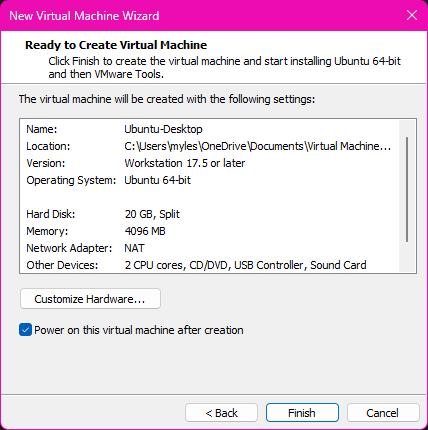 New Virtual Machine Wizard
Ready to Create Virtual Machine
Click Finish to create the virtual machine and start installing Ubuntu 64-bit
and then VMware Tools.
The virtual machine will be created with the following settings:
Name: Ubuntu-Desktop
Location: C:\Users\myles\OneDrive\Documents\Virtual Machine...
Version: Workstation 17.5 or later
Operating System: Ubuntu 64-bit
Hard Disk: 20 GB, Split
Memory: 4096 MB
Network Adapter: NAT
Other Devices: 2 CPU cores, CD/DVD, USB Controller, Sound Card
Customize Hardware...
Power on this virtual machine after creation
< Back Finish Cancel